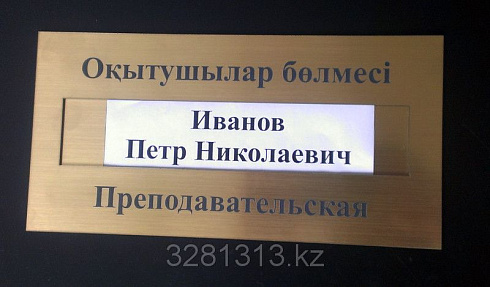 Оқытушылар бөлмесі
Иванов
Петр Николаевич
Преподавательская
3281313.kz